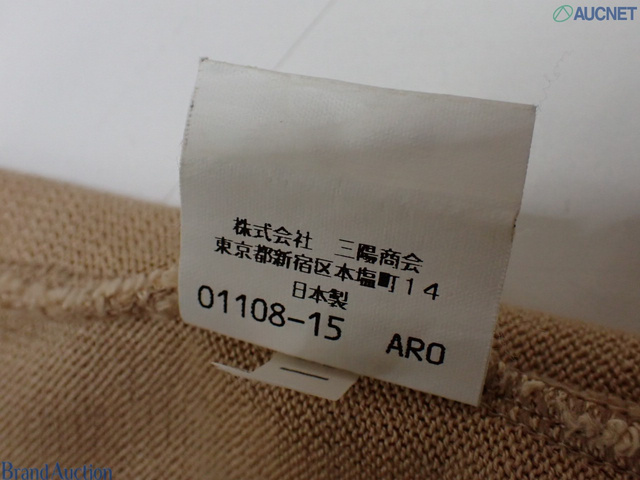 AUCNET
株式会社 三陽商会
東京都新宿区本塩町14
日本製
01108-15 ARO
Brand Auction